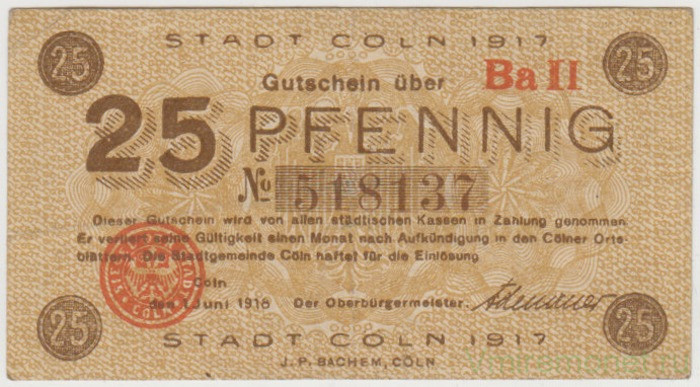 STADT CÖLN 1917
25 25
Gutschein über Ba II
25 PFENNIG
No 518137
Dieser Gutschein wird von allen städtischen Kassen in Zahlung genommen.
Er verliert seine Gültigkeit einen Monat nach Aufkündigung in den Cölner Orts-
blättern. Die Stadtgemeinde Cöln haftet für die Einlösung
Cöln
den 1. Juni 1918 Der Oberbürgermeister. Adenauer
CÖLN
25 25
STADT CÖLN 1917
J. P. BACHEM, CÖLN